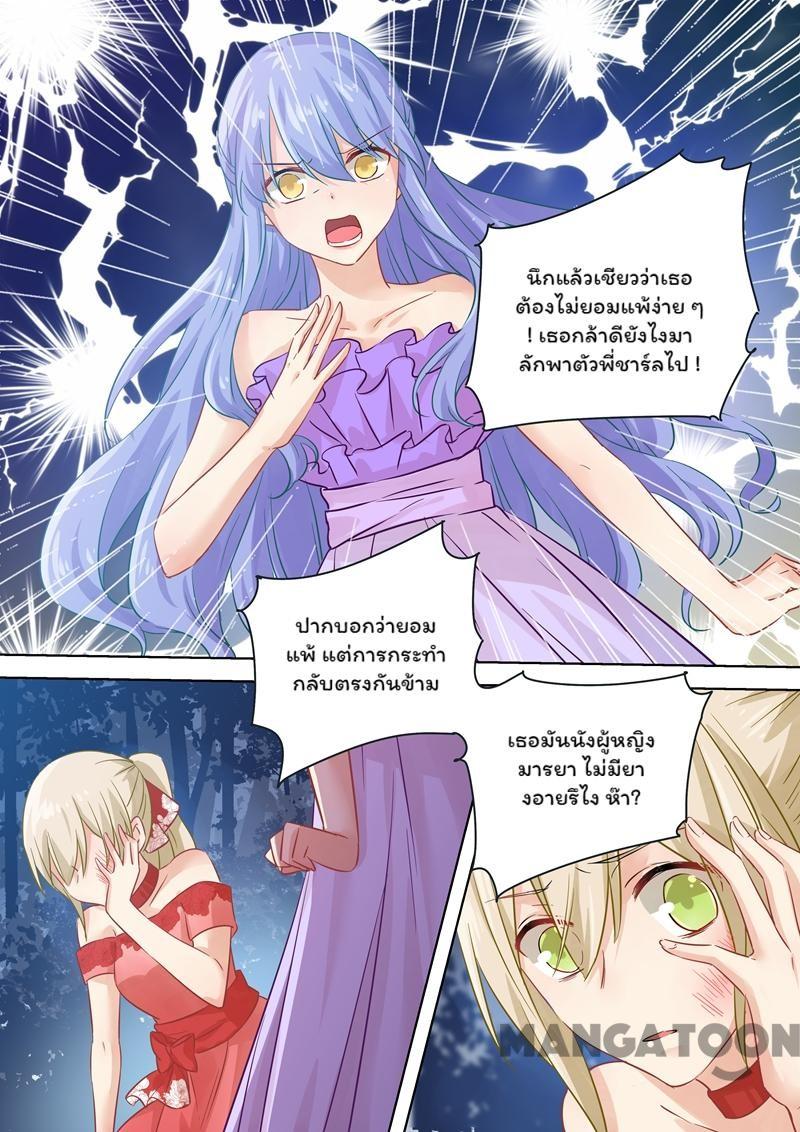 นึกแล้วเชียวว่าเธอ
ต้องไม่ยอมแพ้ง่าย ๆ
! เธอกล้าดียังไงมา
ลักพาตัวพี่ชาร์ลไป !
ปากบอกว่ายอม
แพ้ แต่การกระทำ
กลับตรงกันข้าม
เธอมันนังผู้หญิง
มารยา ไม่มียา
งอายรึไง ห๊า?
MANGATOON